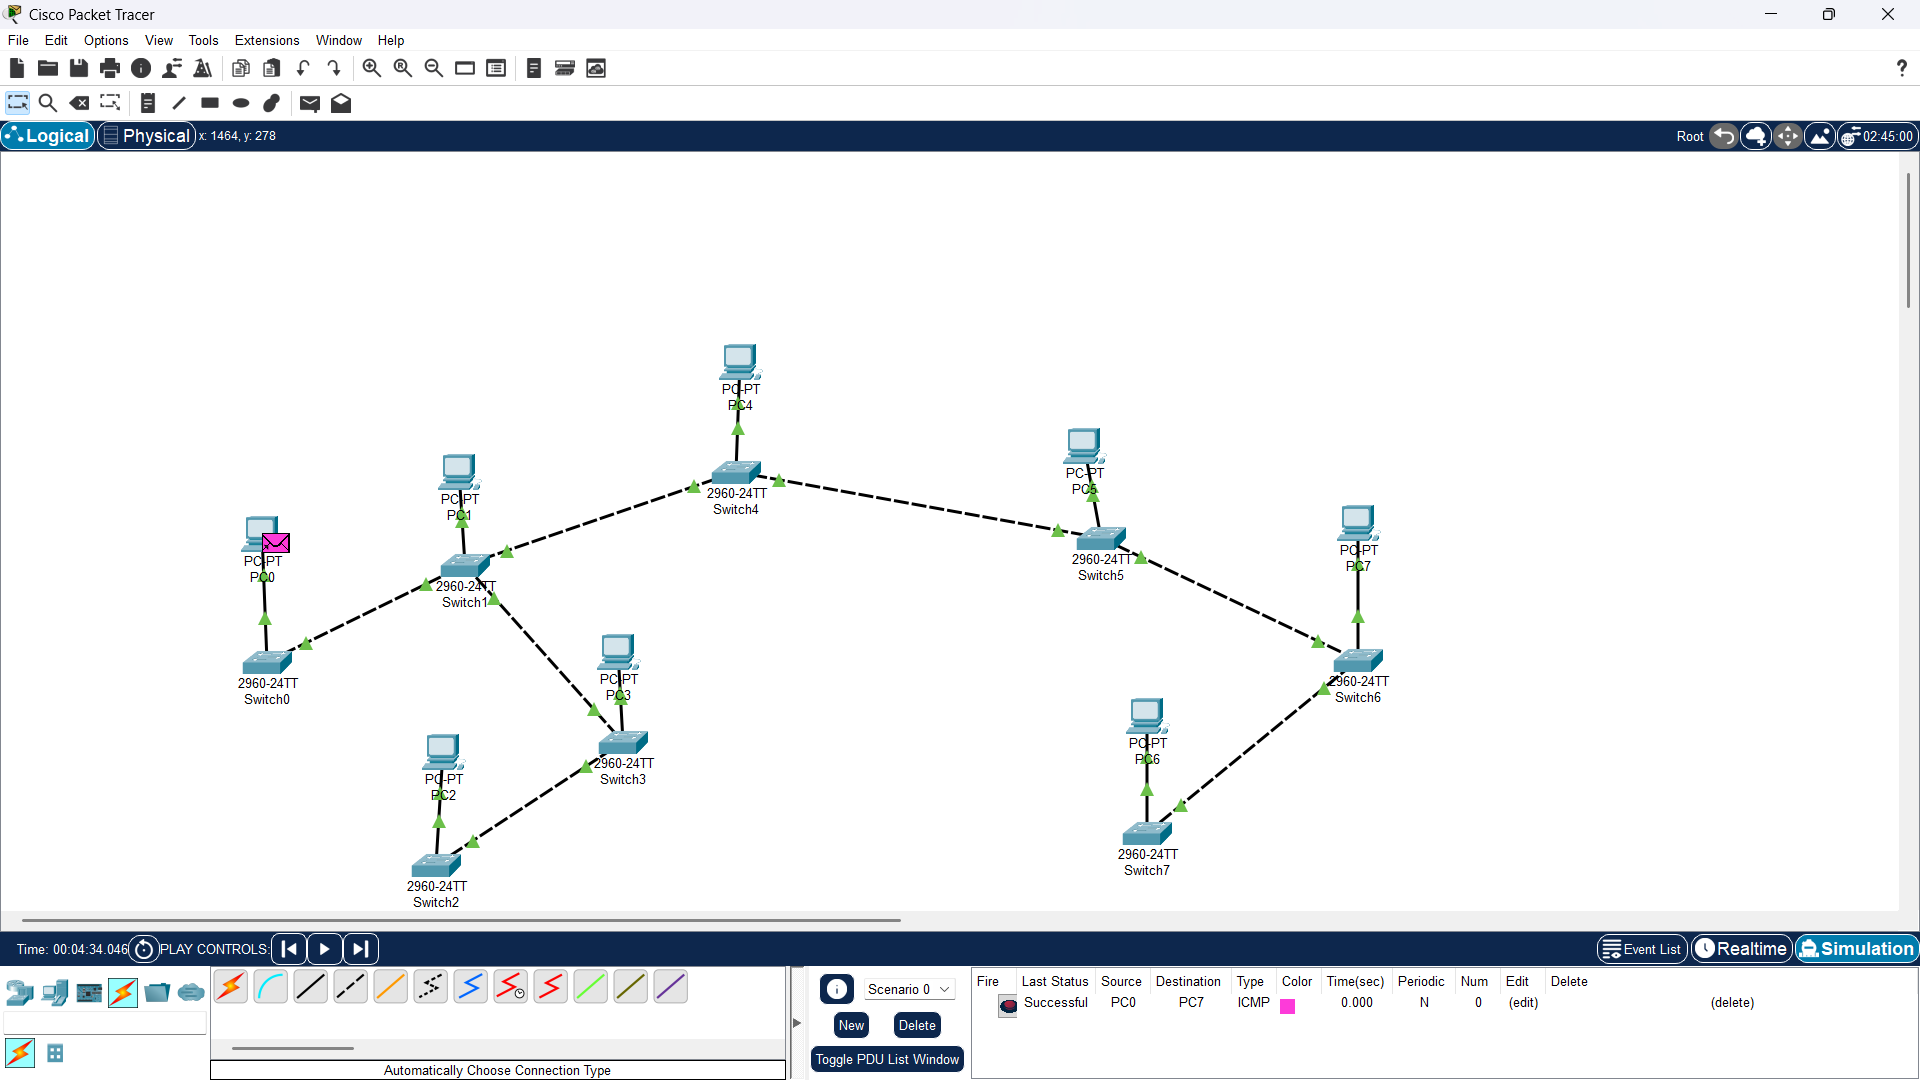 Cisco Packet Tracer
File Edit Options View Tools Extensions Window Help
Logical Physical x: 1464, y: 278 Root 02:45:00
PC-PT
PC4
2960-24TT
Switch4
PC-PT
PC5
2960-24TT
Switch5
PC-PT
PC1
2960-24TT
Switch1
PC-PT
PC7
2960-24TT
Switch6
PC-PT
PC0
2960-24TT
Switch0
PC-PT
PC3
2960-24TT
Switch3
PC-PT
PC6
2960-24TT
Switch7
PC-PT
PC2
2960-24TT
Switch2
Time: 00:04:34.046 PLAY CONTROLS: Event List Realtime Simulation
Scenario 0
New Delete
Toggle PDU List Window
Fire Last Status Source Destination Type Color Time(sec) Periodic Num Edit Delete
Successful PC0 PC7 ICMP 0.000 N 0 (edit) (delete)
Automatically Choose Connection Type